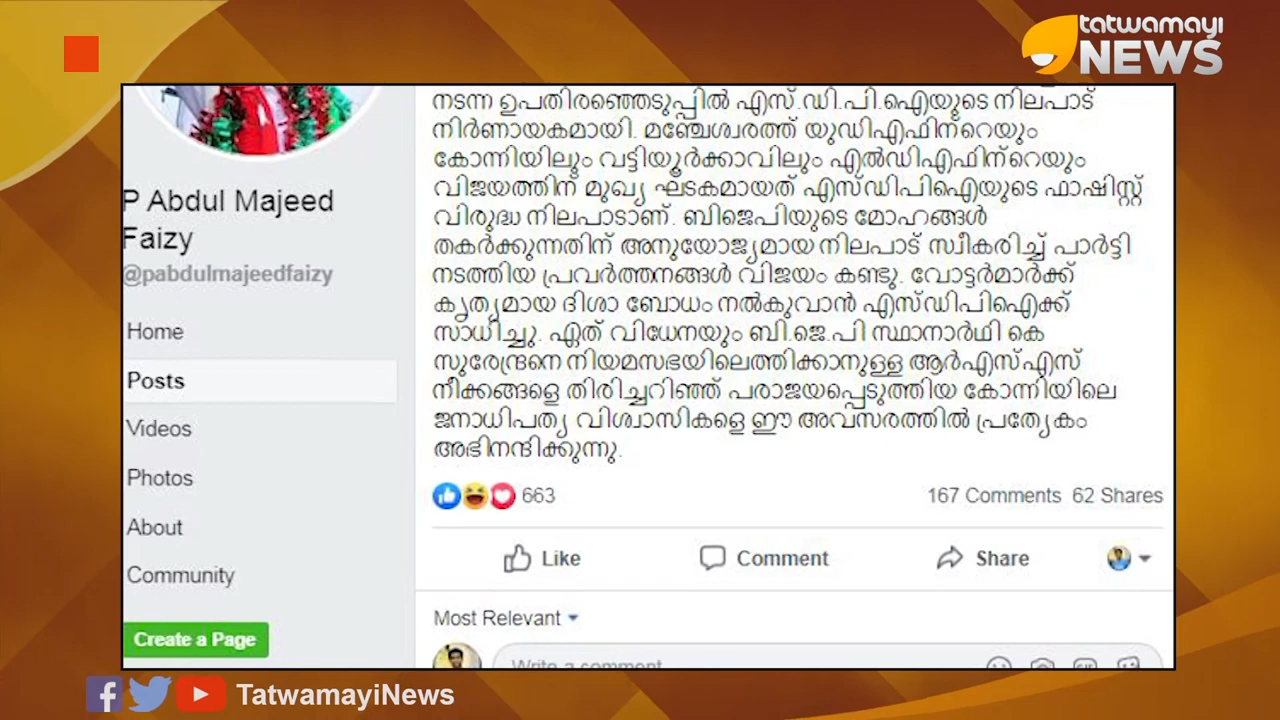 tatwamayi
NEWS
P Abdul Majeed
Faizy
@pabdulmajeedfaizy
Home
Posts
Videos
Photos
About
Community
Create a Page
നടന്ന ഉപതിരഞ്ഞെടുപ്പിൽ എസ്.ഡി.പി.ഐയുടെ നിലപാട്
നിർണായകമായി. മഞ്ചേശ്വരത്ത് യുഡിഎഫിന്റെയും
കോന്നിയിലും വട്ടിയൂർക്കാവിലും എൽഡിഎഫിന്റെയും
വിജയത്തിന് മുഖ്യ ഘടകമായത് എസ്ഡിപിഐയുടെ ഫാഷിസ്റ്റ്
വിരുദ്ധ നിലപാടാണ്. ബിജെപിയുടെ മോഹങ്ങൾ
തകർക്കുന്നതിന് അനുയോജ്യമായ നിലപാട് സ്വീകരിച്ച് പാർട്ടി
നടത്തിയ പ്രവർത്തനങ്ങൾ വിജയം കണ്ടു. വോട്ടർമാർക്ക്
കൃത്യമായ ദിശാ ബോധം നൽകുവാൻ എസ്ഡിപിഐക്ക്
സാധിച്ചു. ഏത് വിധേനയും ബി.ജെ.പി സ്ഥാനാർഥി കെ
സുരേന്ദ്രനെ നിയമസഭയിലെത്തിക്കാനുള്ള ആർഎസ്എസ്
നീക്കങ്ങളെ തിരിച്ചറിഞ്ഞ് പരാജയപ്പെടുത്തിയ കോന്നിയിലെ
ജനാധിപത്യ വിശ്വാസികളെ ഈ അവസരത്തിൽ പ്രത്യേകം
അഭിനന്ദിക്കുന്നു.
663 167 Comments 62 Shares
Like Comment Share
Most Relevant
Write a comment
TatwamayiNews